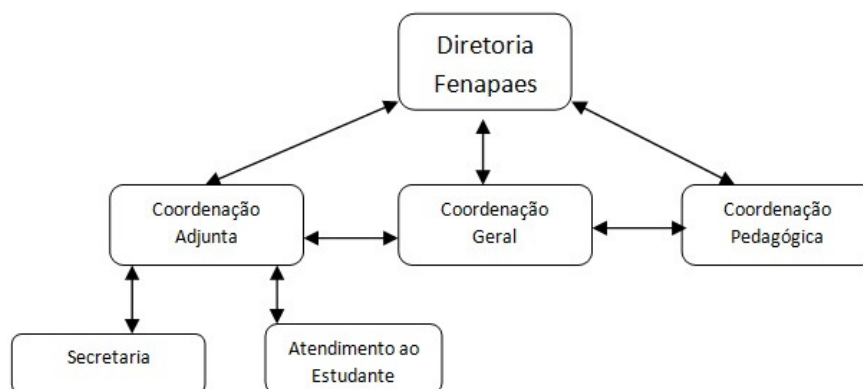 Diretoria
Fenapaes
Coordenação
Adjunta
Coordenação
Geral
Coordenação
Pedagógica
Secretaria
Atendimento ao
Estudante